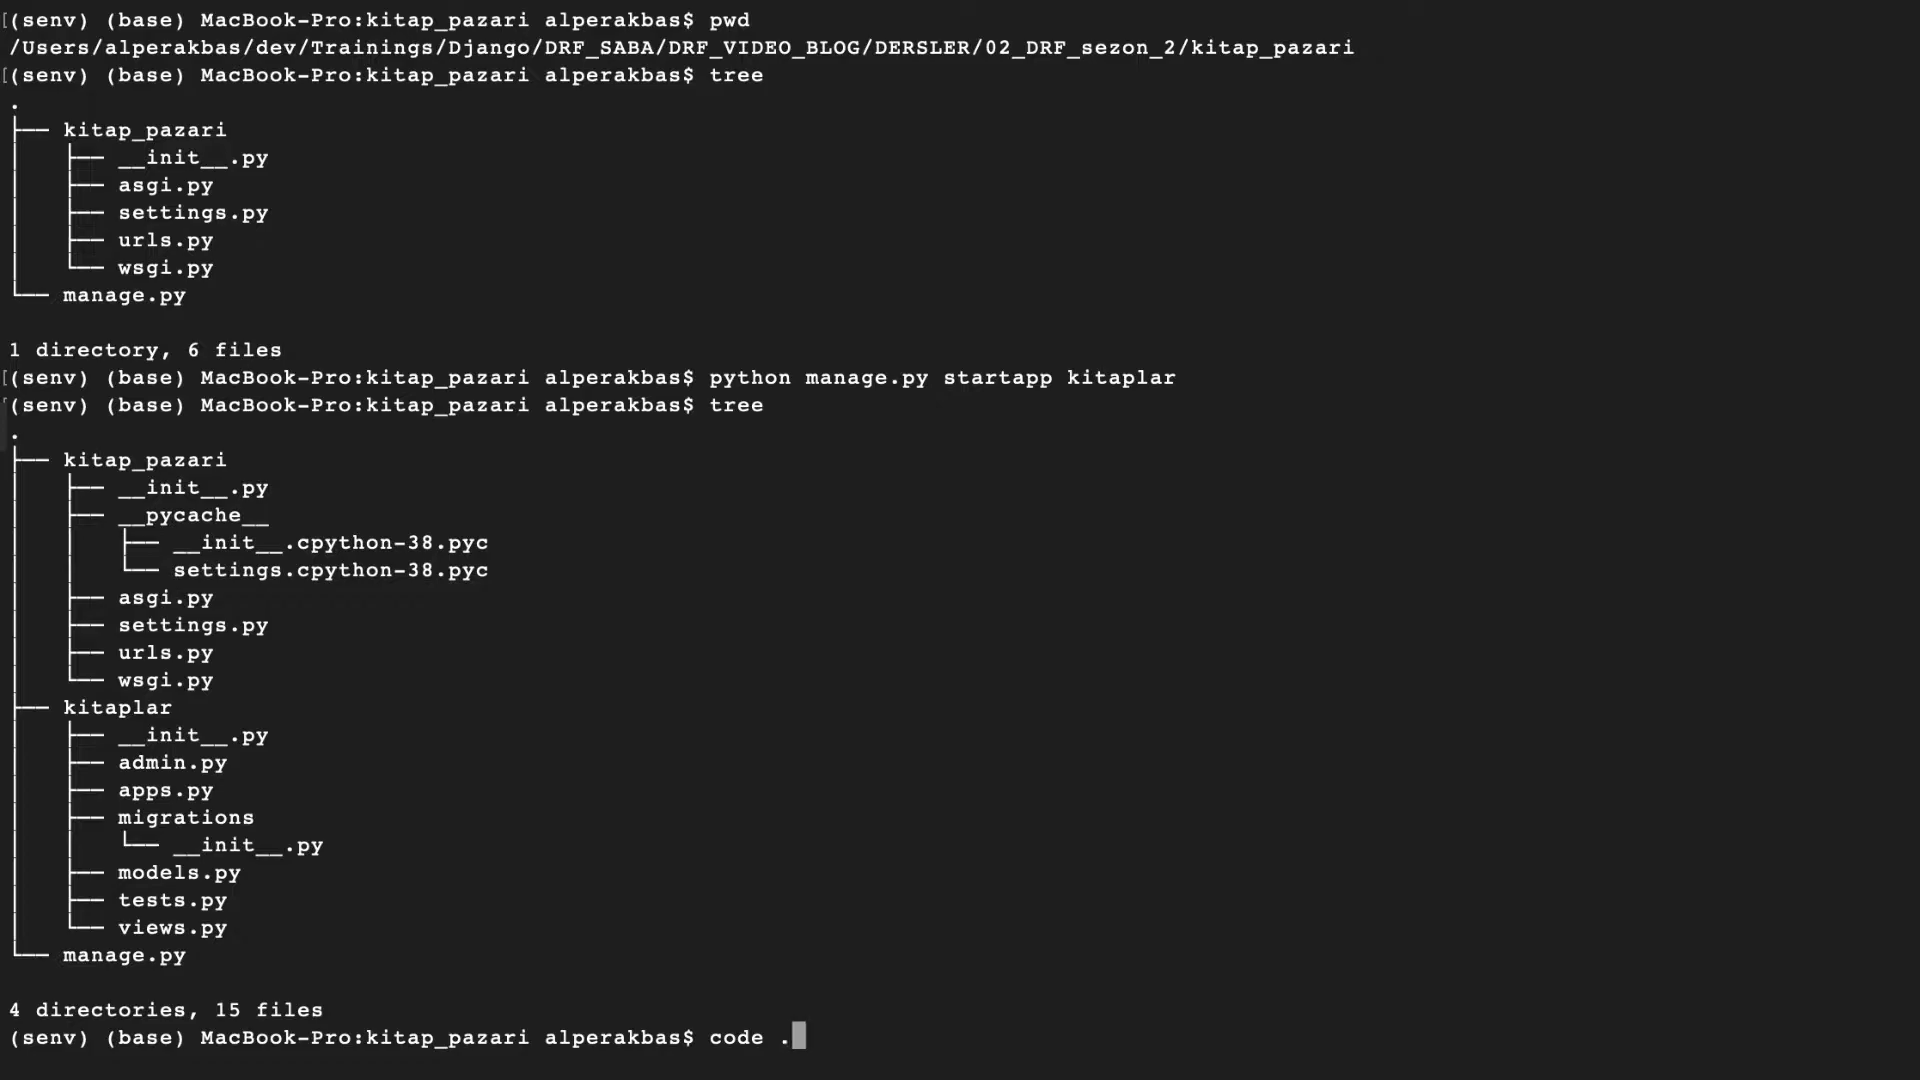 (senv) (base) MacBook-Pro:kitap_pazari alperakbas$ pwd
/Users/alperakbas/dev/Trainings/Django/DRF_SABA/DRF_VIDEO_BLOG/DERSLER/02_DRF_sezon_2/kitap_pazari
(senv) (base) MacBook-Pro:kitap_pazari alperakbas$ tree
.
├── kitap_pazari
│   ├── __init__.py
│   ├── asgi.py
│   ├── settings.py
│   ├── urls.py
│   └── wsgi.py
└── manage.py
1 directory, 6 files
(senv) (base) MacBook-Pro:kitap_pazari alperakbas$ python manage.py startapp kitaplar
(senv) (base) MacBook-Pro:kitap_pazari alperakbas$ tree
.
├── kitap_pazari
│   ├── __init__.py
│   ├── __pycache__
│   │   ├── __init__.cpython-38.pyc
│   │   └── settings.cpython-38.pyc
│   ├── asgi.py
│   ├── settings.py
│   ├── urls.py
│   └── wsgi.py
├── kitaplar
│   ├── __init__.py
│   ├── admin.py
│   ├── apps.py
│   ├── migrations
│   │   └── __init__.py
│   ├── models.py
│   ├── tests.py
│   └── views.py
└── manage.py
4 directories, 15 files
(senv) (base) MacBook-Pro:kitap_pazari alperakbas$ code .